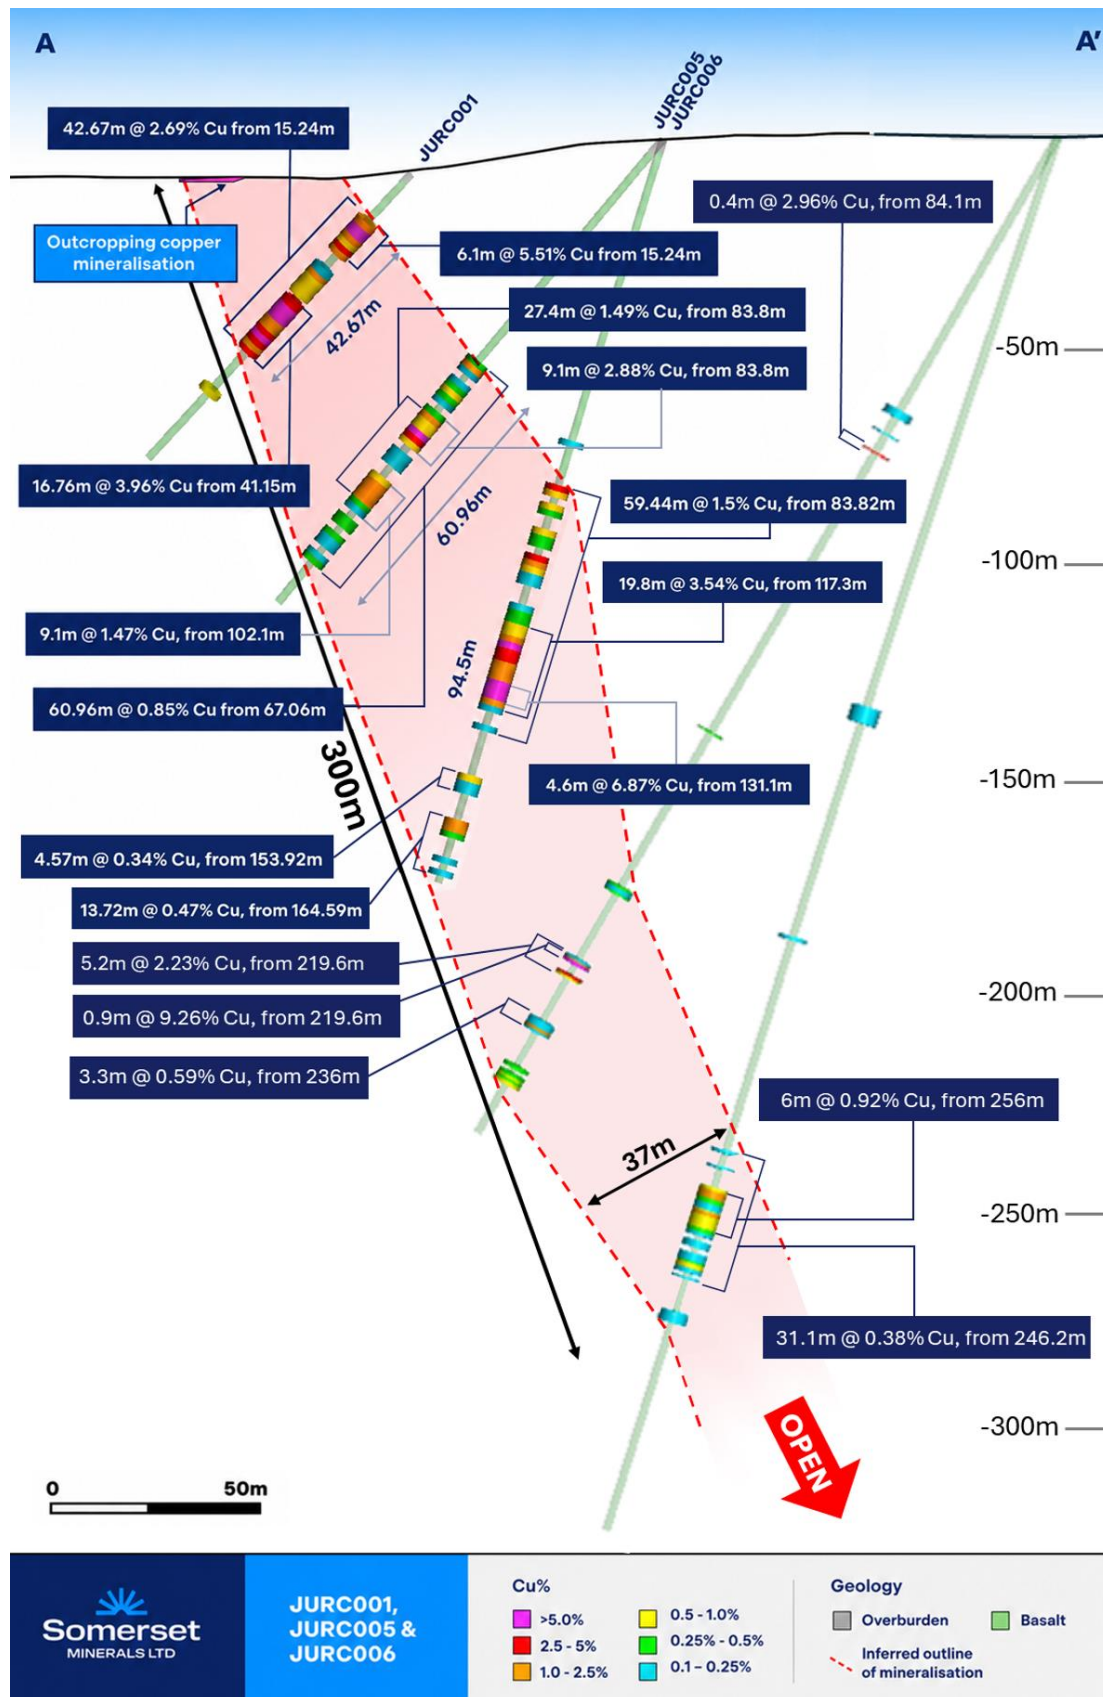 A
A'
JURC001
JURC005
JURC006
42.67m @ 2.69% Cu from 15.24m
0.4m @ 2.96% Cu, from 84.1m
Outcropping copper
mineralisation
6.1m @ 5.51% Cu from 15.24m
42.67m
27.4m @ 1.49% Cu, from 83.8m
-50m
9.1m @ 2.88% Cu, from 83.8m
16.76m @ 3.96% Cu from 41.15m
60.96m
59.44m @ 1.5% Cu, from 83.82m
-100m
19.8m @ 3.54% Cu, from 117.3m
9.1m @ 1.47% Cu, from 102.1m
94.5m
60.96m @ 0.85% Cu from 67.06m
300m
4.6m @ 6.87% Cu, from 131.1m
-150m
4.57m @ 0.34% Cu, from 153.92m
13.72m @ 0.47% Cu, from 164.59m
5.2m @ 2.23% Cu, from 219.6m
-200m
0.9m @ 9.26% Cu, from 219.6m
3.3m @ 0.59% Cu, from 236m
6m @ 0.92% Cu, from 256m
37m
-250m
31.1m @ 0.38% Cu, from 246.2m
-300m
OPEN
0 50m
Somerset
MINERALS LTD
JURC001,
JURC005 &
JURC006
Cu%
>5.0%
2.5 - 5%
1.0 - 2.5%
0.5 - 1.0%
0.25% - 0.5%
0.1 – 0.25%
Geology
Overburden
Basalt
Inferred outline
of mineralisation